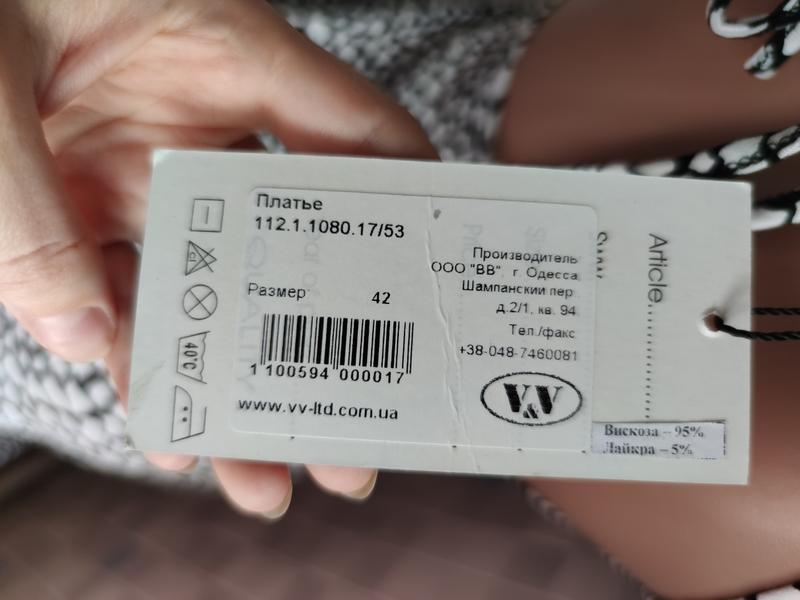 Платье
112.1.1080.17/53
Производитель
ООО "ВВ" г. Одесса
Шампанский пер.
д.2/1, кв. 94
Тел./факс
+38-048-7460081
Размер 42
1 100594 000017
www.vv-ltd.com.ua
V&V
Article
Вискоза – 95%
Лайкра – 5%
40°C
QUALITY